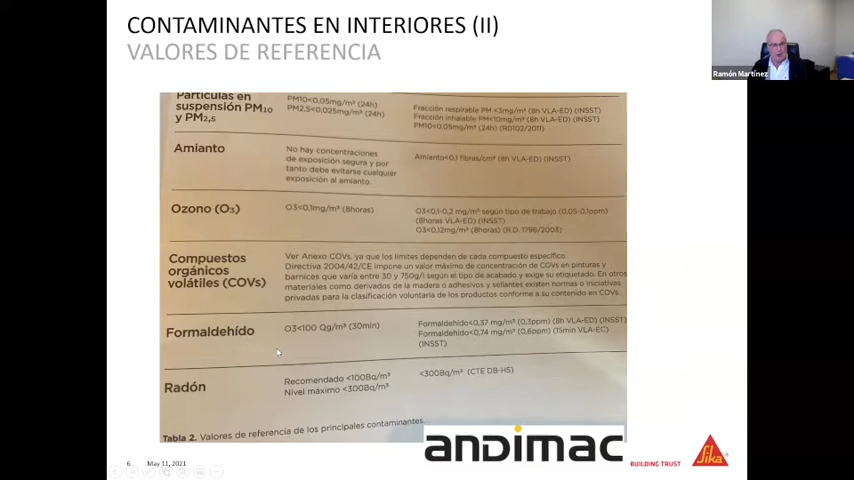 CONTAMINANTES EN INTERIORES (II)
VALORES DE REFERENCIA
Ramón Martínez
Partículas en
suspensión PM10
y PM2,5
PM10<0,05mg/m³ (24h)
PM2,5<0,025mg/m³ (24h)
Fracción respirable PM <3mg/m³ (8h VLA-ED) (INSST)
Fracción inhalable PM<10mg/m³ (8h VLA-ED) (INSST)
PM10<0,05mg/m³ (24h) (RD102/2011)
Amianto
No hay concentraciones
de exposición segura y por
tanto debe evitarse cualquier
exposición al amianto.
Amianto<0,1 fibras/cm³ (8h VLA-ED) (INSST)
Ozono (O3)
O3<0,1mg/m³ (8horas)
O3<0,1-0,2 mg/m³ según tipo de trabajo (0,05-0,1ppm)
(8horas VLA-ED) (INSST)
O3<0,12mg/m³ (8horas) (R.D. 1796/2003)
Compuestos
orgánicos
volátiles (COVs)
Ver Anexo COVs, ya que los límites dependen de cada compuesto específico
Directiva 2004/42/CE impone un valor máximo de concentración de COVs en pinturas y
barnices que varía entre 30 y 750g/l según el tipo de acabado y exige su etiquetado. En otros
materiales como derivados de la madera o adhesivos y sellantes existen normas o iniciativas
privadas para la clasificación voluntaria de los productos conforme a su contenido en COVs.
Formaldehído
O3<100 Qg/m³ (30min)
Formaldehído<0,37 mg/m³ (0,3ppm) (8h VLA-ED) (INSST)
Formaldehído<0,74 mg/m³ (0,6ppm) (15min VLA-EC)
(INSST)
Radón
Recomendado <100Bq/m³
Nivel máximo <300Bq/m³
<300Bq/m³ (CTE DB-HS)
Tabla 2. Valores de referencia de los principales contaminantes.
andimac
6 May 11, 2021
BUILDING TRUST
Sika